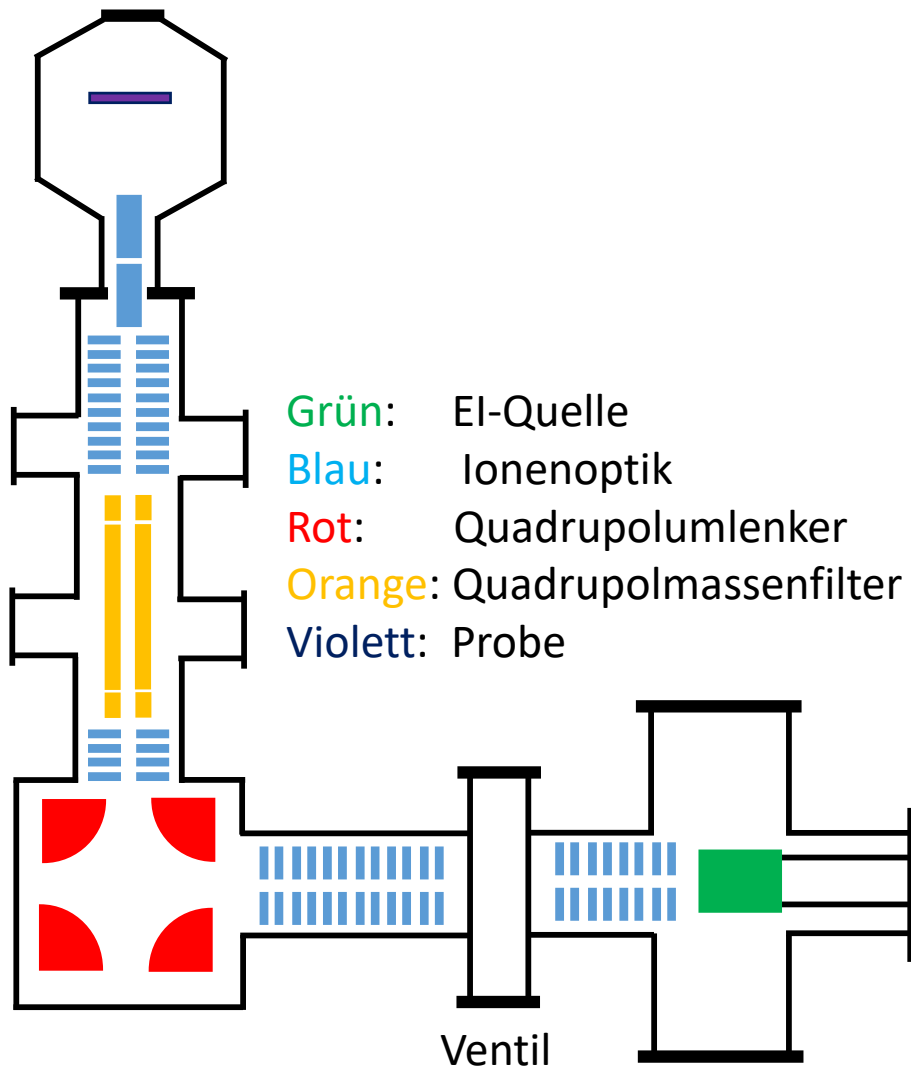 Grün: EI-Quelle
Blau: Ionenoptik
Rot: Quadrupolumlenker
Orange: Quadrupolmassenfilter
Violett: Probe
Ventil